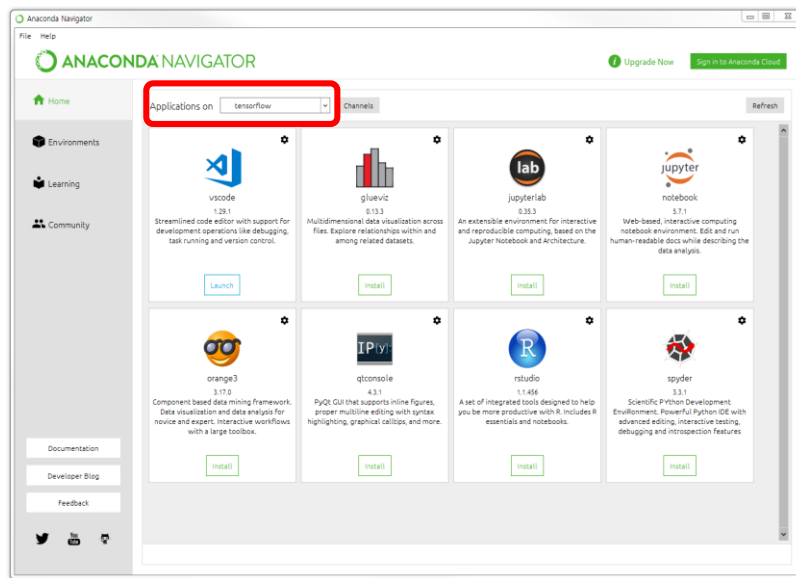 Anaconda Navigator
File Help
ANACONDA NAVIGATOR
i Upgrade Now
Sign in to Anaconda Cloud
Home
Environments
Learning
Community
Documentation
Developer Blog
Feedback
You
Tube
Applications on tensorflow Channels Refresh
vscode
1.29.1
Streamlined code editor with support for
development operations like debugging,
task running and version control.
Launch
glueviz
0.13.3
Multidimensional data visualization across
files. Explore relationships within and
among related datasets.
Install
lab
jupyterlab
0.35.3
An extensible environment for interactive
and reproducible computing, based on the
Jupyter Notebook and Architecture.
Install
jupyter
notebook
5.7.1
Web-based, interactive computing
notebook environment. Edit and run
human-readable docs while describing the
data analysis.
Install
orange3
3.17.0
Component based data mining framework.
Data visualization and data analysis for
novice and expert. Interactive workflows
with a large toolbox.
Install
IP[y]:
qtconsole
4.3.1
PyQt GUI that supports inline figures,
proper multiline editing with syntax
highlighting, graphical calltips, and more.
Install
R
rstudio
1.1.456
A set of integrated tools designed to help
you be more productive with R. Includes R
essentials and notebooks.
Install
spyder
3.3.1
Scientific PYthon Development
EnviRonment. Powerful Python IDE with
advanced editing, interactive testing,
debugging and introspection features
Install